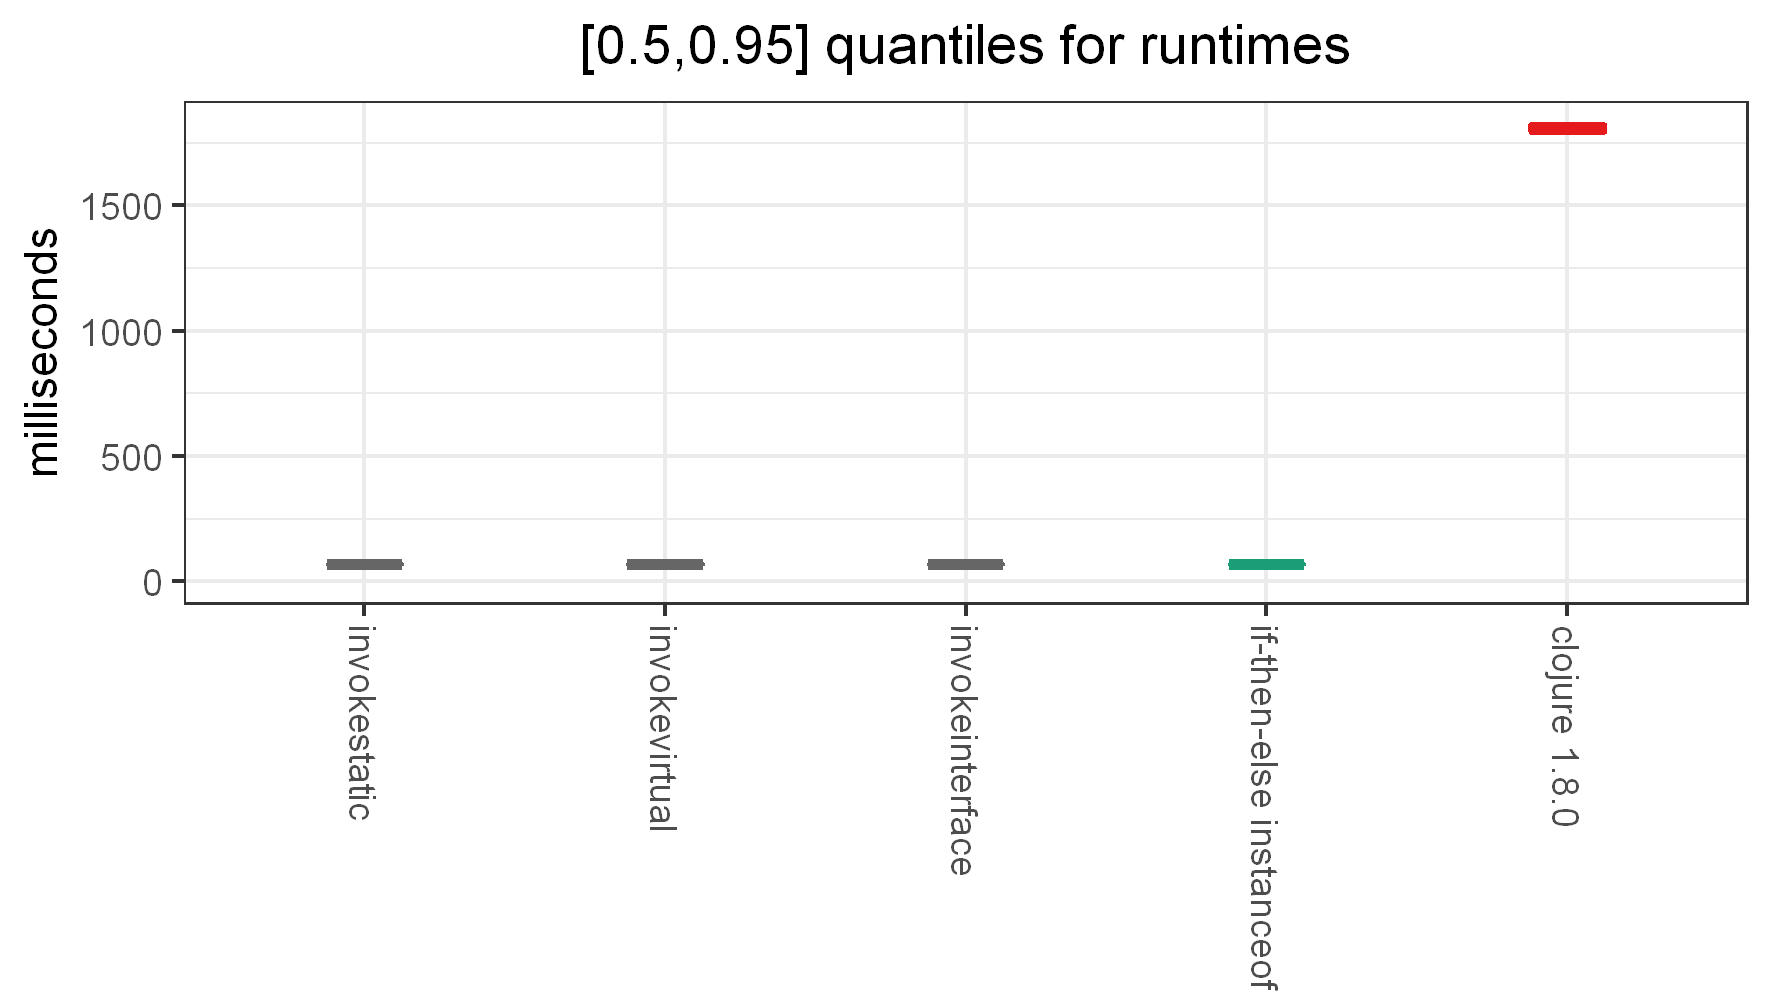 [0.5,0.95] quantiles for runtimes
milliseconds
1500
1000
500
0
invokestatic
invokevirtual
invokeinterface
if-then-else instanceof
clojure 1.8.0